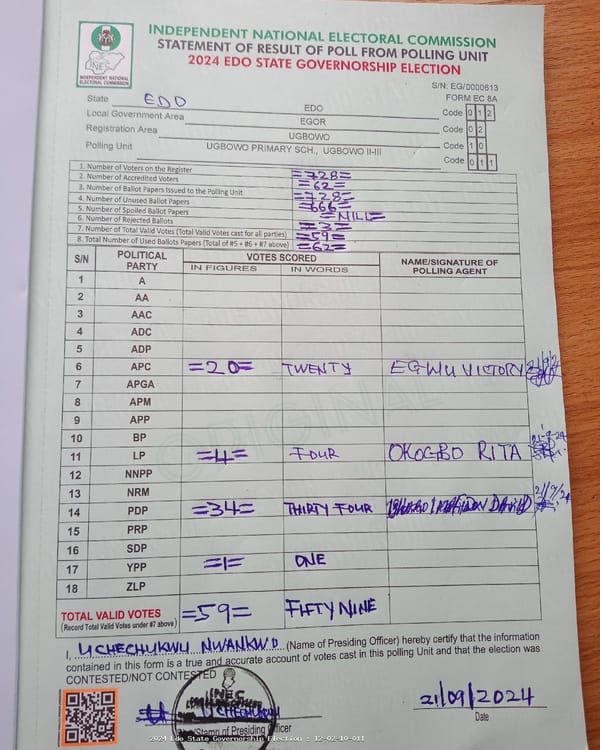 INDEPENDENT NATIONAL ELECTORAL COMMISSION
STATEMENT OF RESULT OF POLL FROM POLLING UNIT
2024 EDO STATE GOVERNORSHIP ELECTION
INEC
INDEPENDENT NATIONAL ELECTORAL COMMISSION
S/N: EG/0000613
FORM EC 8A
State EDO EDO Code 0 1 2
Local Government Area EGOR Code 0 2
Registration Area UGBOWO Code 1 0
Polling Unit UGBOWO PRIMARY SCH., UGBOWO II-III Code 0 1 1
1. Number of Voters on the Register =728=
2. Number of Accredited Voters =62=
3. Number of Ballot Papers Issued to the Polling Unit =728=
4. Number of Unused Ballot Papers =666=
5. Number of Spoiled Ballot Papers =NILL=
6. Number of Rejected Ballots =3=
7. Number of Total Valid Votes (Total Valid Votes cast for all parties) =59=
8. Total Number of Used Ballots Papers (Total of #5 + #6 + #7 above) =62=
S/N POLITICAL PARTY VOTES SCORED NAME/SIGNATURE OF POLLING AGENT
IN FIGURES IN WORDS
1 A
2 AA
3 AAC
4 ADC
5 ADP
6 APC =20= TWENTY EGWU VICTORY 21/9/24
7 APGA
8 APM
9 APP
10 BP
11 LP =4= FOUR OKOGBO RITA 21-9-24
12 NNPP
13 NRM
14 PDP =34= THIRTY FOUR DAVID 21/9/24
15 PRP
16 SDP
17 YPP =1= ONE
18 ZLP
TOTAL VALID VOTES =59= FIFTY NINE
(Record Total Valid Votes under #7 above)
I, UCHECHUKWU NWANKWO (Name of Presiding Officer) hereby certify that the information
contained in this form is a true and accurate account of votes cast in this polling Unit and that the election was
CONTESTED/NOT CONTESTED
INEC
21/09/2024
Stamp of Presiding Officer Date
2024 Edo State Governorship Election : 12-02-10-011